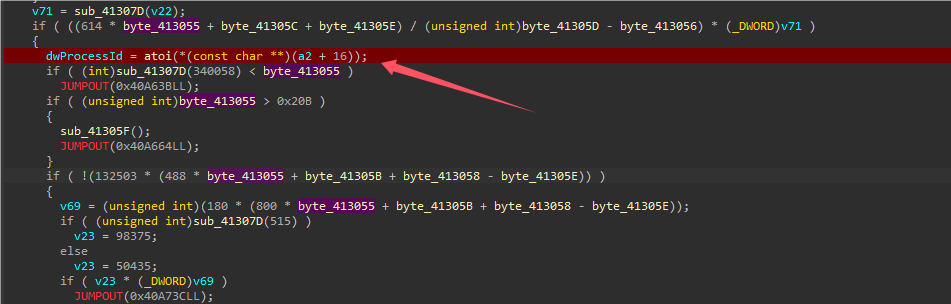 v71 = sub_41307D(v22);
if ( ((614 * byte_413055 + byte_41305C + byte_41305E) / (unsigned int)byte_41305D - byte_413056) * (_DWORD)v71 )
{
dwProcessId = atoi(*(const char **)(a2 + 16));
if ( (int)sub_41307D(340058) < byte_413055 )
JUMPOUT(0x40A63BLL);
if ( (unsigned int)byte_413055 > 0x20B )
{
sub_41305F();
JUMPOUT(0x40A664LL);
}
if ( !(132503 * (488 * byte_413055 + byte_41305B + byte_413058 - byte_41305E)) )
{
v69 = (unsigned int)(180 * (800 * byte_413055 + byte_41305B + byte_413058 - byte_41305E));
if ( (unsigned int)sub_41307D(515) )
v23 = 98375;
else
v23 = 50435;
if ( v23 * (_DWORD)v69 )
JUMPOUT(0x40A73CLL);